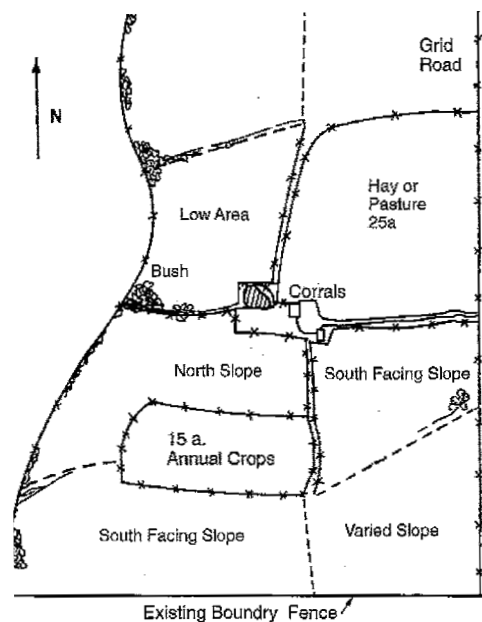 Grid
Road
N
Hay or
Pasture
25a
Low Area
Bush
Corrals
North Slope
South Facing Slope
15 a.
Annual Crops
South Facing Slope
Varied Slope
Existing Boundry Fence